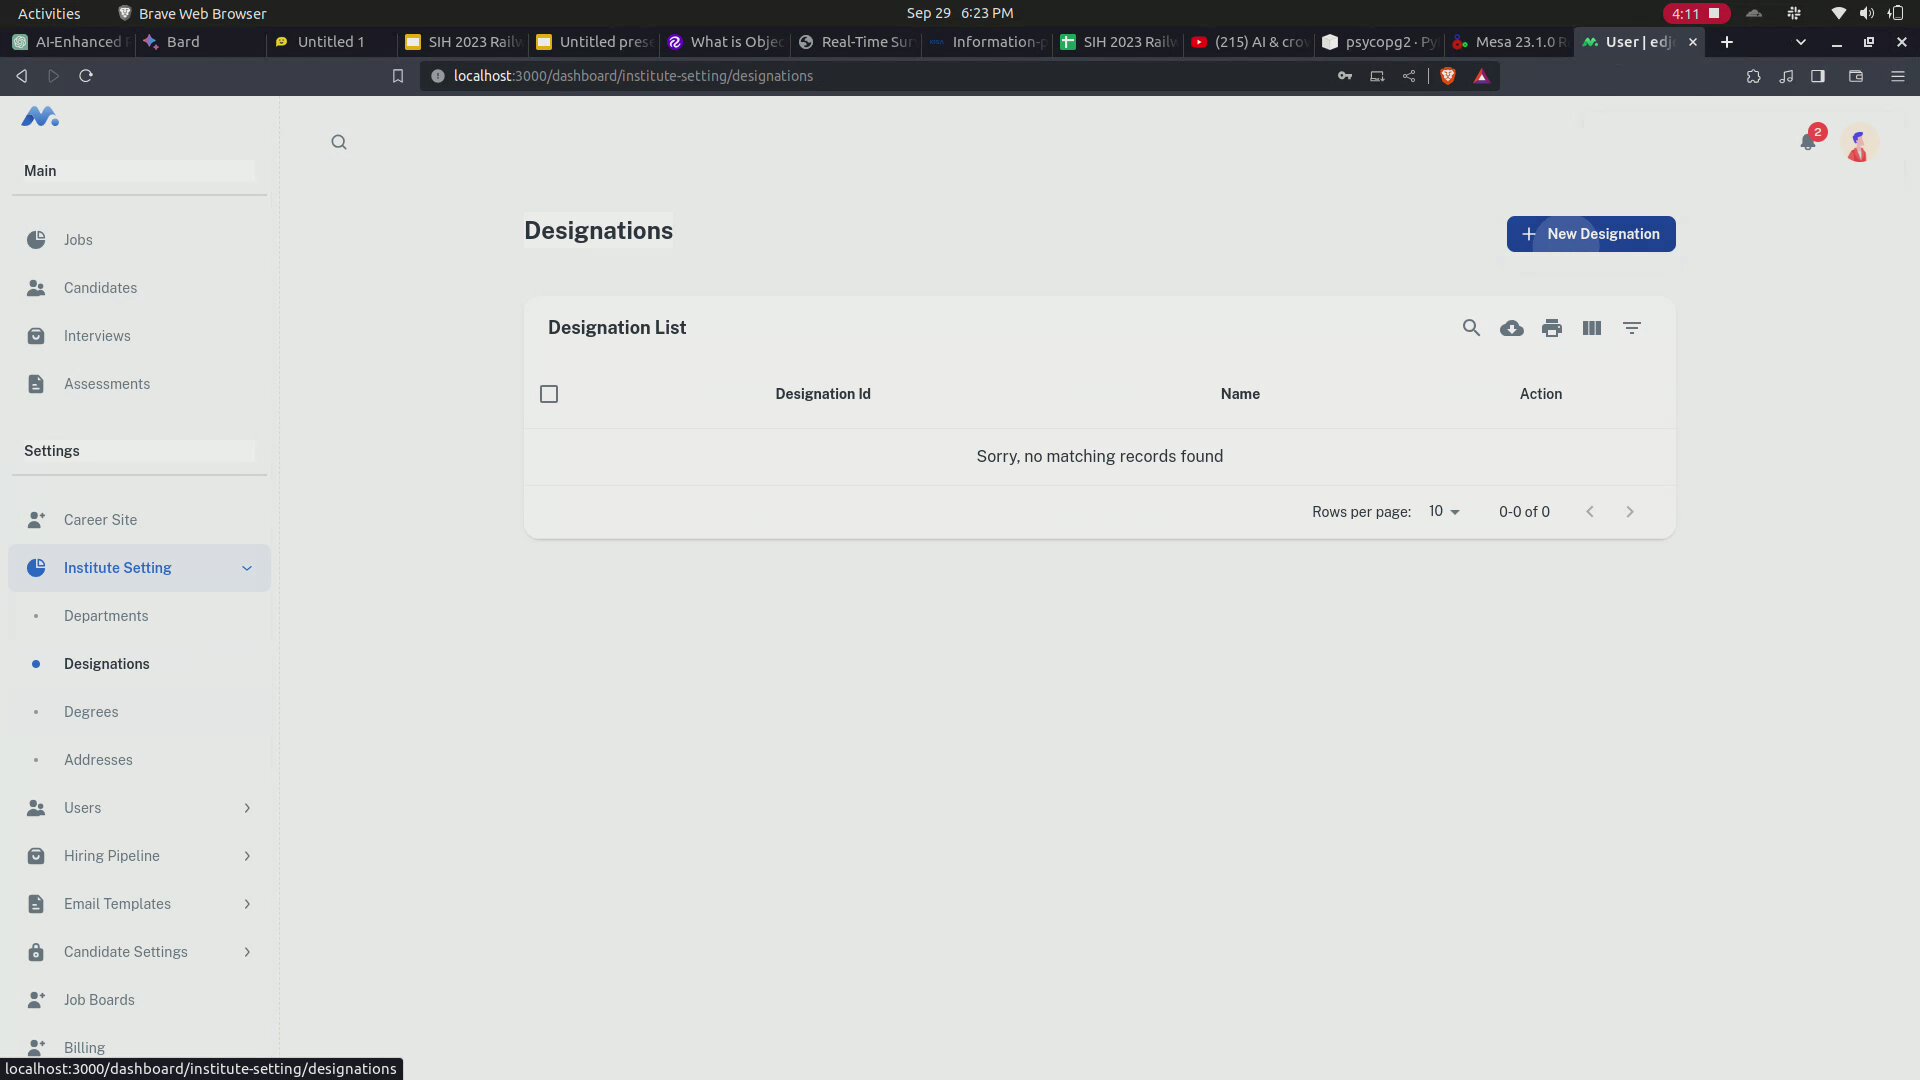 Activities
Brave Web Browser
Sep 29 6:23 PM
4:11
AI-Enhanced
Bard
Untitled 1
SIH 2023 Railw
Untitled prese
What is Objec
Real-Time Sur
Information-p
SIH 2023 Railw
(215) AI & crow
psycopg2 · Py
Mesa 23.1.0 R
User | edjo
localhost:3000/dashboard/institute-setting/designations
2
Main
Jobs
Candidates
Interviews
Assessments
Settings
Career Site
Institute Setting
Departments
Designations
Degrees
Addresses
Users
Hiring Pipeline
Email Templates
Candidate Settings
Job Boards
Billing
Designations
New Designation
Designation List
Designation Id
Name
Action
Sorry, no matching records found
Rows per page:
10
0-0 of 0
localhost:3000/dashboard/institute-setting/designations